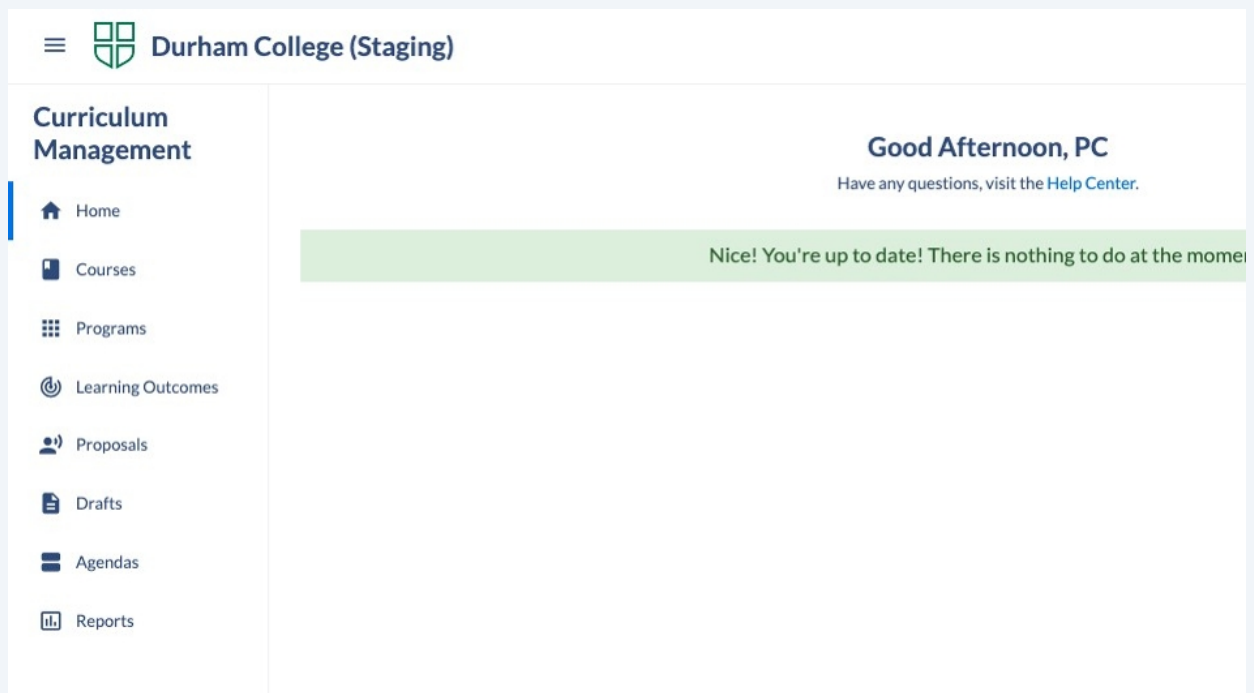 Durham College (Staging)
Curriculum
Management
Home
Courses
Programs
Learning Outcomes
Proposals
Drafts
Agendas
Reports
Good Afternoon, PC
Have any questions, visit the Help Center.
Nice! You're up to date! There is nothing to do at the